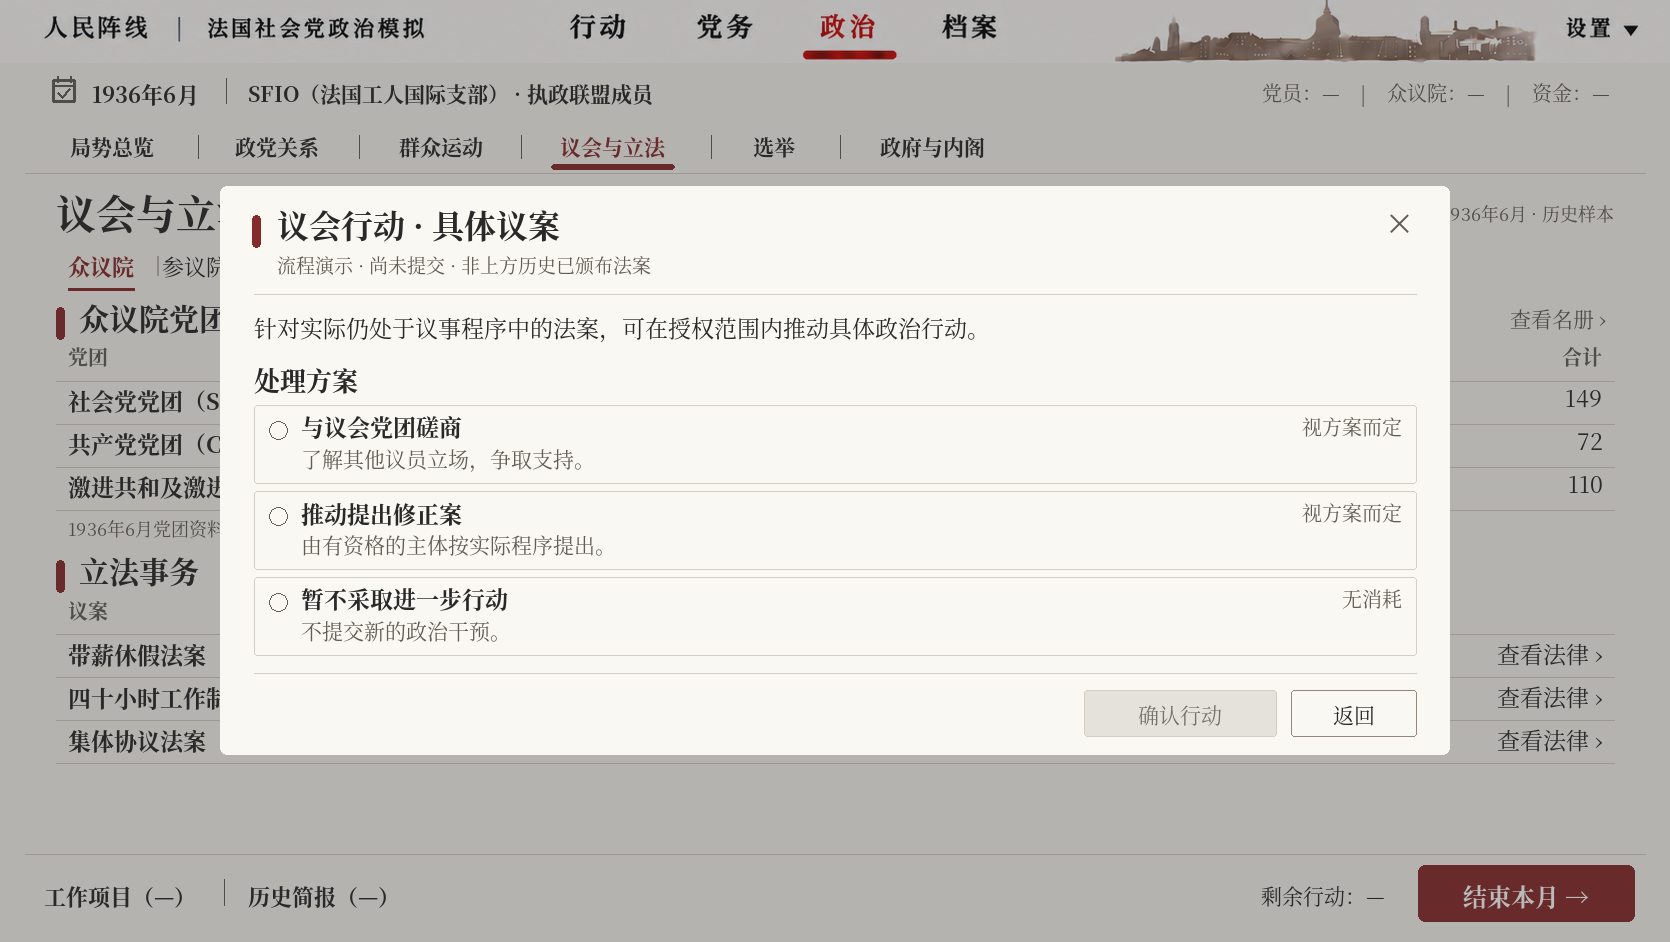 人民阵线 | 法国社会党政治模拟 行动 党务 政治 档案 设置 ▼
1936年6月 SFIO（法国工人国际支部）· 执政联盟成员 党员：— | 众议院：— | 资金：—
局势总览 政党关系 群众运动 议会与立法 选举 政府与内阁
议会与立
936年6月 · 历史样本
众议院 参议院
众议院党团
查看名册 ›
党团 合计
社会党党团（S 149
共产党党团（C 72
激进共和及激进 110
1936年6月党团资料
立法事务
议案
带薪休假法案 查看法律 ›
四十小时工作制 查看法律 ›
集体协议法案 查看法律 ›
议会行动 · 具体议案
流程演示 · 尚未提交 · 非上方历史已颁布法案
针对实际仍处于议事程序中的法案，可在授权范围内推动具体政治行动。
处理方案
与议会党团磋商 视方案而定
了解其他议员立场，争取支持。
推动提出修正案 视方案而定
由有资格的主体按实际程序提出。
暂不采取进一步行动 无消耗
不提交新的政治干预。
确认行动 返回
工作项目（—） 历史简报（—） 剩余行动：— 结束本月 →